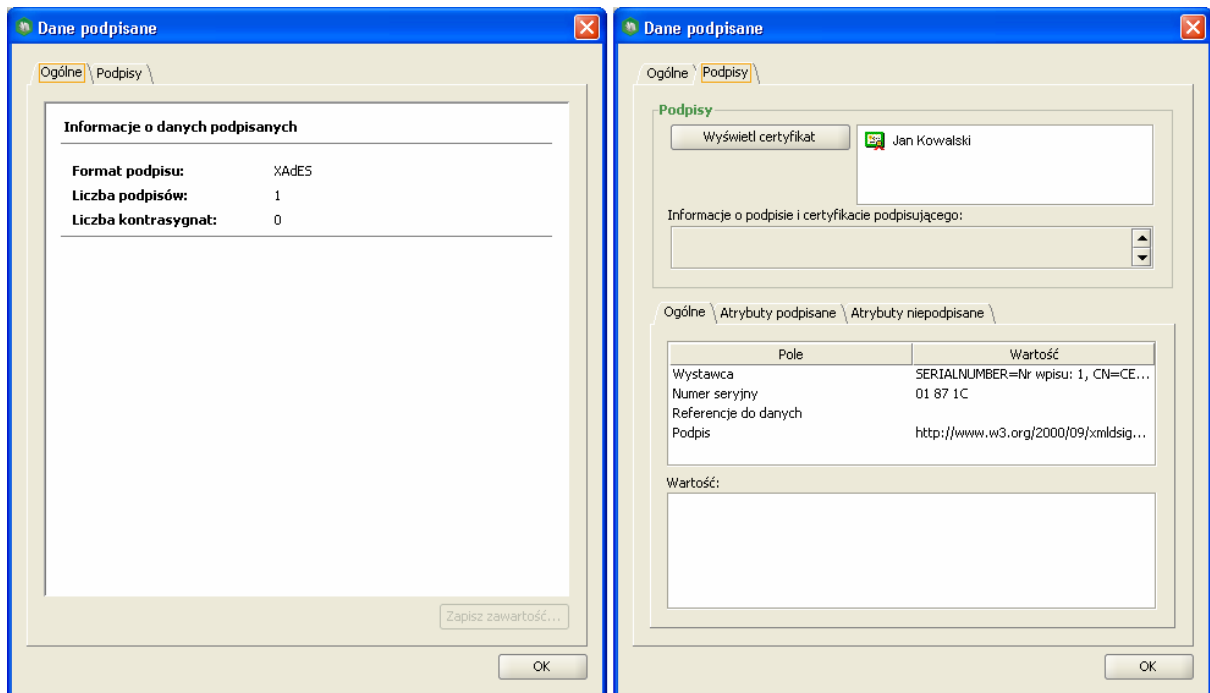 Dane podpisane
Ogólne Podpisy
Informacje o danych podpisanych
Format podpisu: XAdES
Liczba podpisów: 1
Liczba kontrasygnat: 0
Zapisz zawartość...
OK
Dane podpisane
Ogólne Podpisy
Podpisy
Wyświetl certyfikat
Jan Kowalski
Informacje o podpisie i certyfikacie podpisującego:
Ogólne Atrybuty podpisane Atrybuty niepodpisane
Pole Wartość
Wystawca SERIALNUMBER=Nr wpisu: 1, CN=CE...
Numer seryjny 01 87 1C
Referencje do danych
Podpis http://www.w3.org/2000/09/xmldsig...
Wartość:
OK